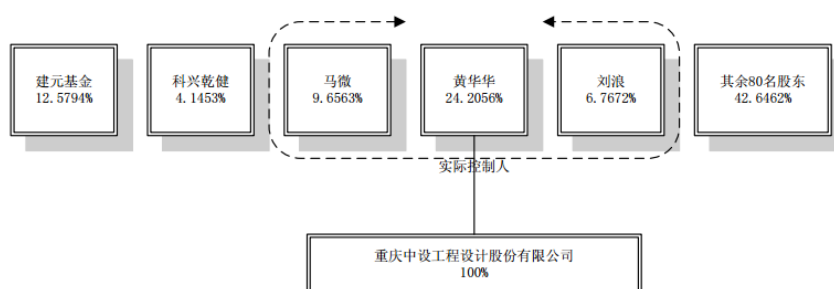 建元基金
12.5794%
科兴乾健
4.1453%
马微
9.6563%
黄华华
24.2056%
刘浪
6.7672%
其余80名股东
42.6462%
实际控制人
重庆中设工程设计股份有限公司
100%